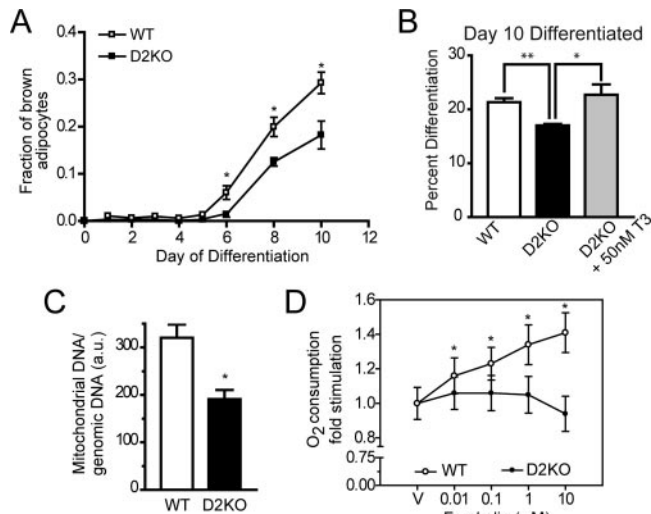 A
WT
D2KO
Fraction of brown
adipocytes
0.4
0.3
0.2
0.1
0.0
*
*
*
0 2 4 6 8 10 12
Day of Differentiation
B
Day 10 Differentiated
** *
Percent Differentiation
30
20
10
0
WT
D2KO
D2KO
+ 50nM T3
C
Mitochondrial DNA/
genomic DNA (a.u.)
300
200
100
0
*
WT D2KO
D
O2 consumption
fold stimulation
1.6
1.4
1.2
1.0
0.75
0.00
* * * *
WT D2KO
V 0.01 0.1 1 10